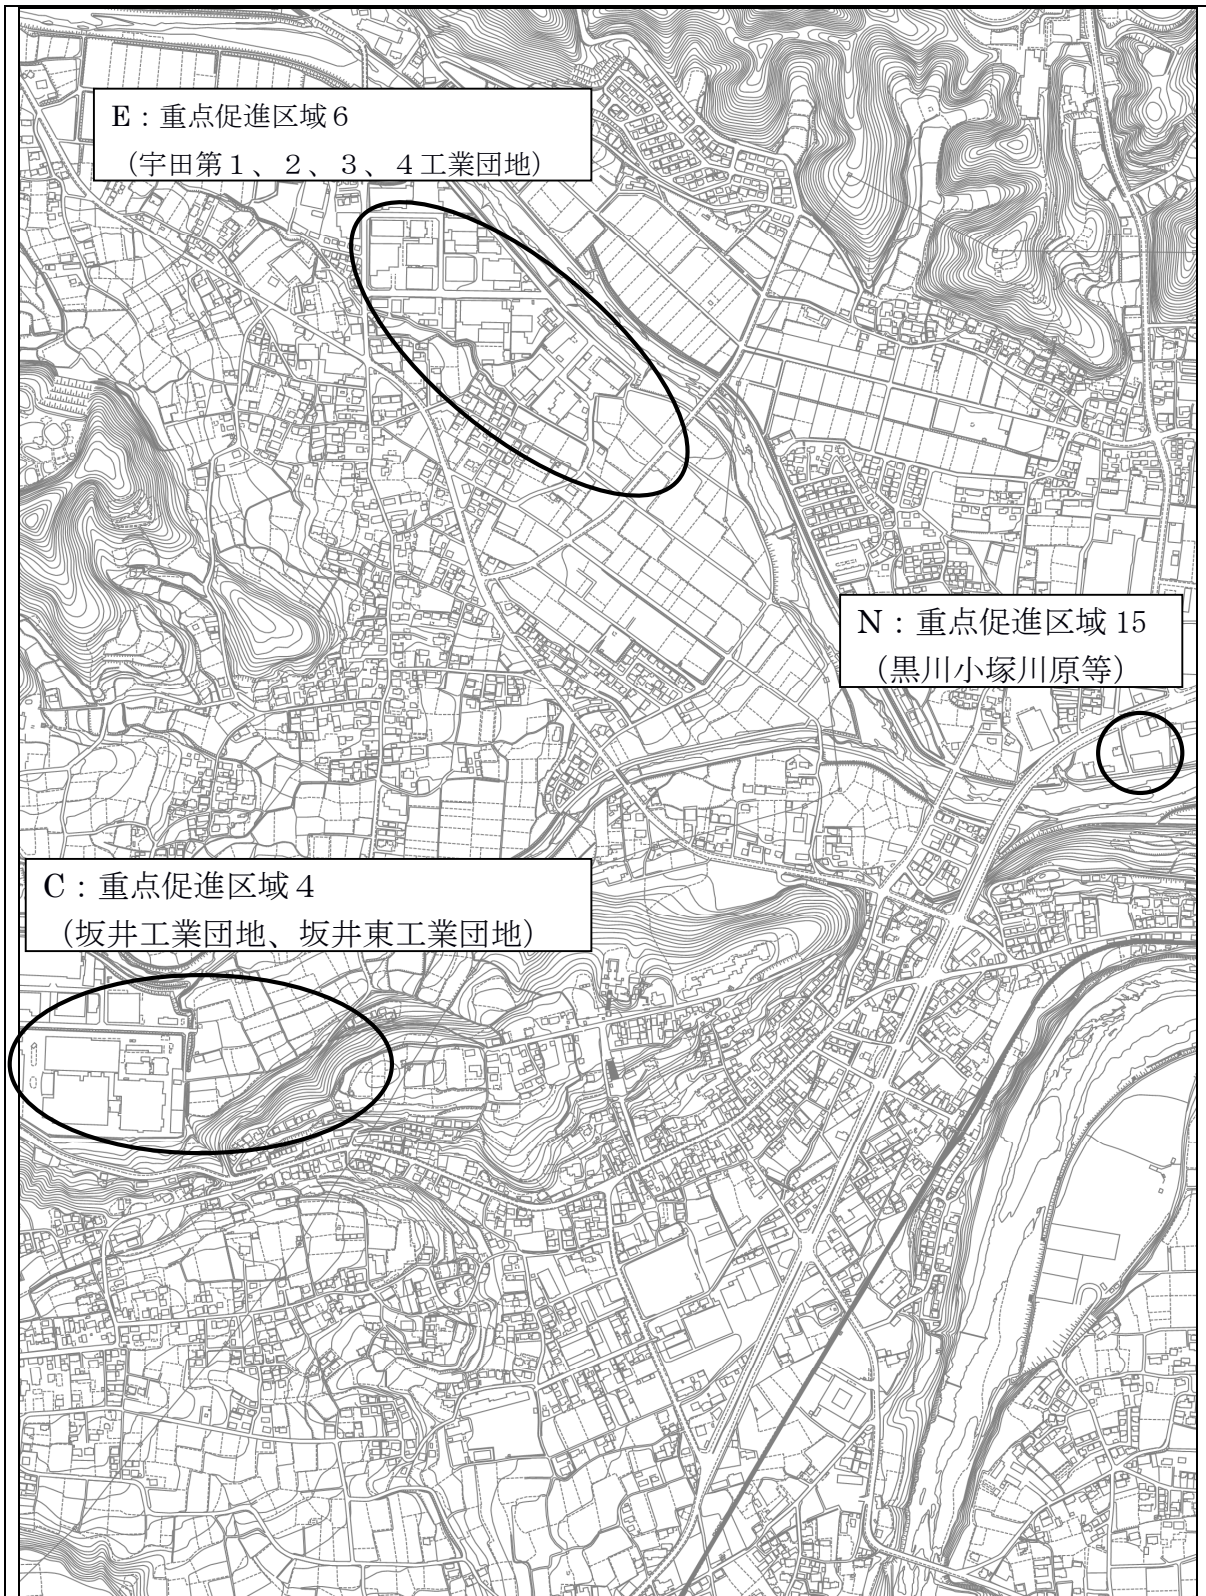 E：重点促進区域６
（宇田第１、２、３、４工業団地）
N：重点促進区域 15
（黒川小塚川原等）
C：重点促進区域４
（坂井工業団地、坂井東工業団地）